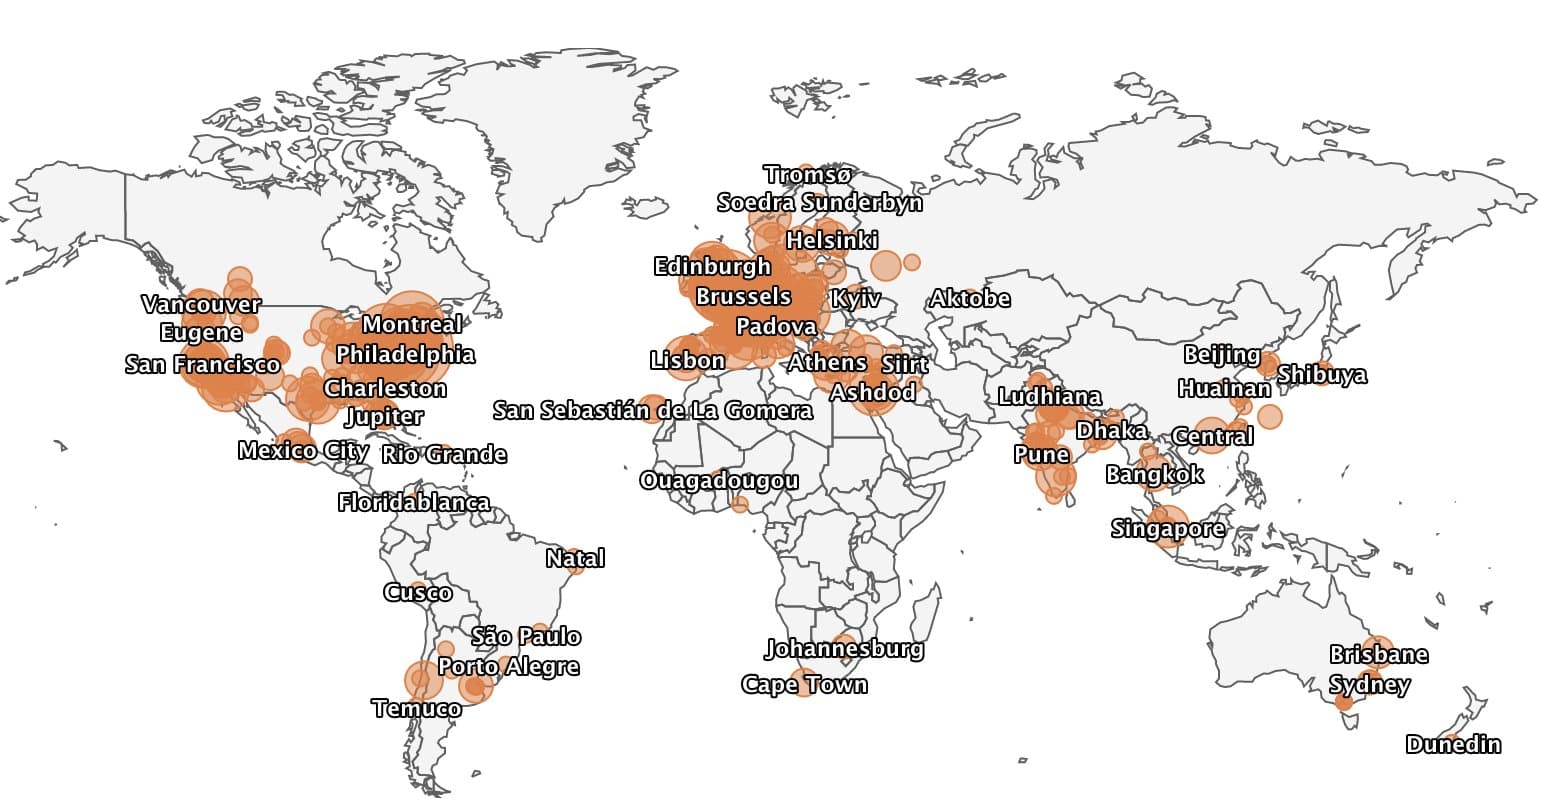 Tromsø
Soedra Sunderbyn
Helsinki
Edinburgh
Brussels
Kyiv
Aktobe
Vancouver
Montreal
Padova
Eugene
Philadelphia
Beijing
San Francisco
Lisbon
Athens
Siirt
Shibuya
Charleston
Ashdod
Ludhiana
Huainan
Jupiter
San Sebastián de La Gomera
Dhaka
Central
Mexico City
Rio Grande
Pune
Bangkok
Ouagadougou
Floridablanca
Singapore
Natal
Cusco
São Paulo
Johannesburg
Brisbane
Porto Alegre
Cape Town
Sydney
Temuco
Dunedin